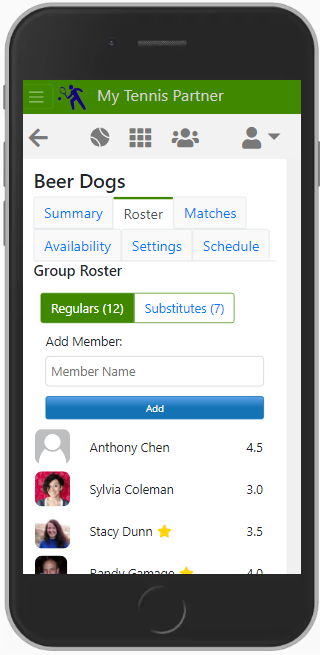 My Tennis Partner
Beer Dogs
Summary Roster Matches
Availability Settings Schedule
Group Roster
Regulars (12) Substitutes (7)
Add Member:
Member Name
Add
Anthony Chen 4.5
Sylvia Coleman 3.0
Stacy Dunn 3.5
Randy Gamage 4.0